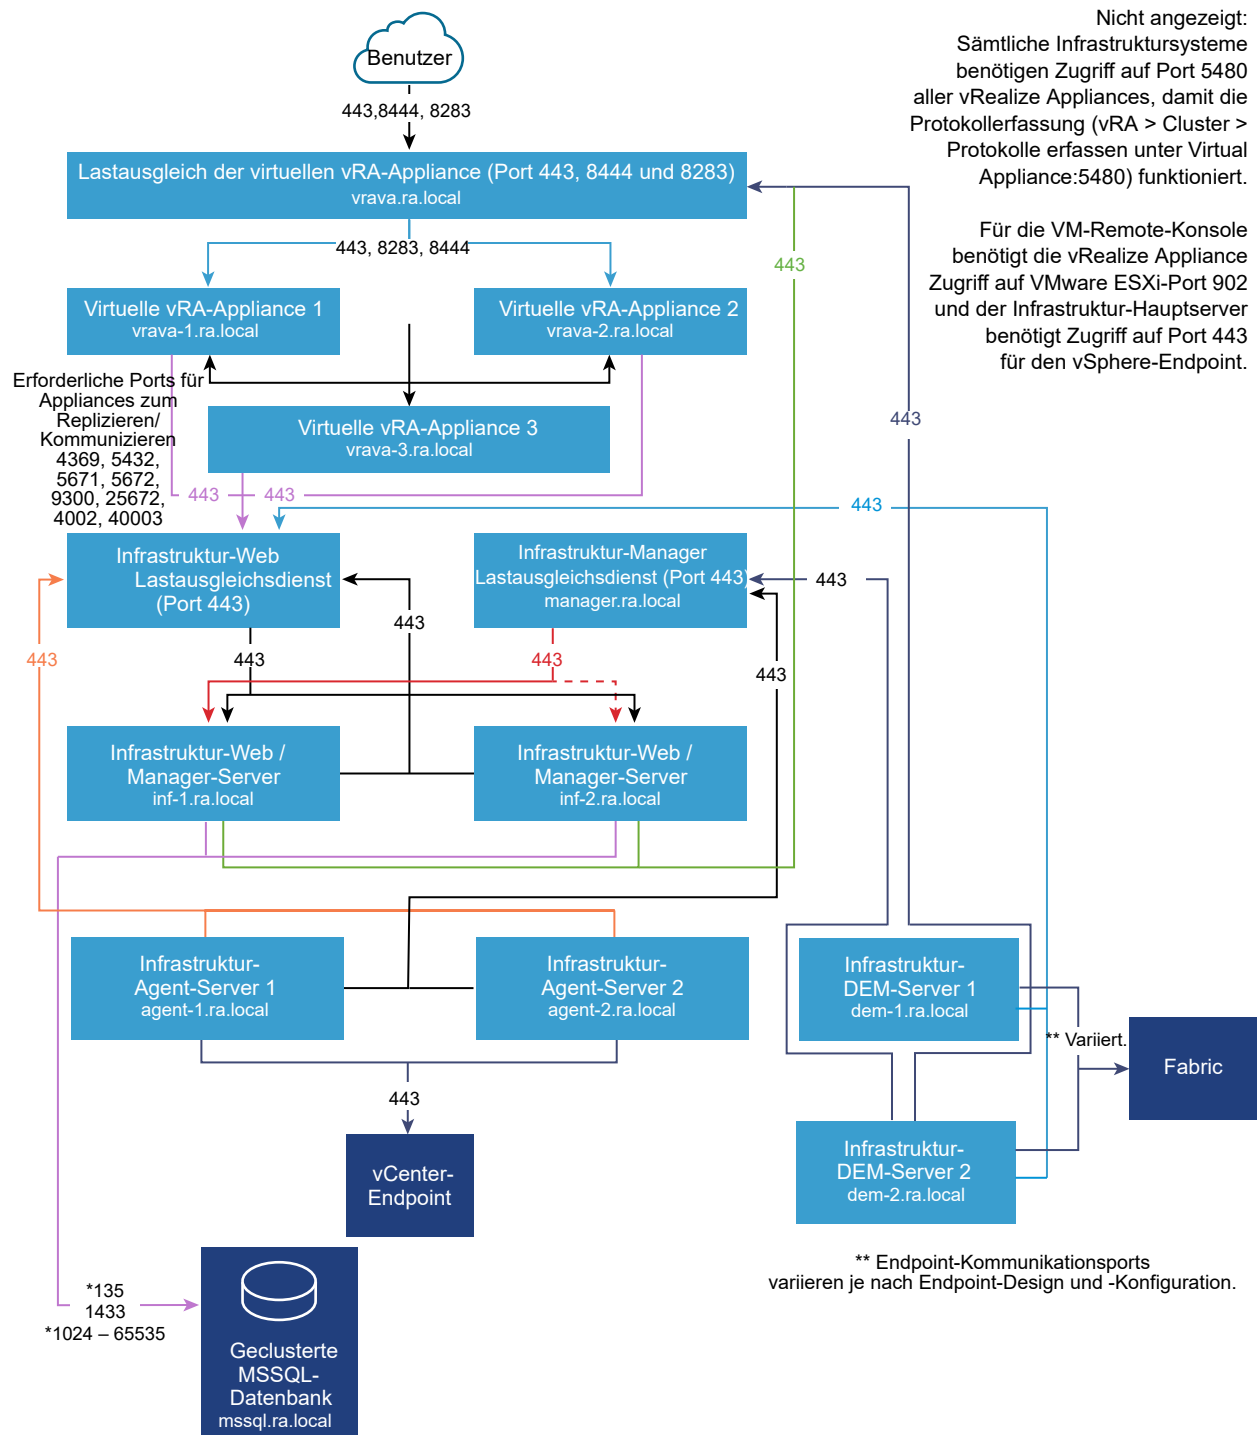 Benutzer
443,8444, 8283
Nicht angezeigt:
Sämtliche Infrastruktursysteme
benötigen Zugriff auf Port 5480
aller vRealize Appliances, damit die
Protokollerfassung (vRA > Cluster >
Protokolle erfassen unter Virtual
Appliance:5480) funktioniert.
Für die VM-Remote-Konsole
benötigt die vRealize Appliance
Zugriff auf VMware ESXi-Port 902
und der Infrastruktur-Hauptserver
benötigt Zugriff auf Port 443
für den vSphere-Endpoint.
Lastausgleich der virtuellen vRA-Appliance (Port 443, 8444 und 8283)
vrava.ra.local
443, 8283, 8444
443
Virtuelle vRA-Appliance 1
vrava-1.ra.local
Virtuelle vRA-Appliance 2
vrava-2.ra.local
Erforderliche Ports für
Appliances zum
Replizieren/
Kommunizieren
4369, 5432,
5671, 5672,
9300, 25672,
4002, 40003
Virtuelle vRA-Appliance 3
vrava-3.ra.local
443
443
443
443
Infrastruktur-Web
Lastausgleichsdienst
(Port 443)
Infrastruktur-Manager
Lastausgleichsdienst (Port 443)
manager.ra.local
443
443
443
443
443
443
Infrastruktur-Web /
Manager-Server
inf-1.ra.local
Infrastruktur-Web /
Manager-Server
inf-2.ra.local
Infrastruktur-
Agent-Server 1
agent-1.ra.local
Infrastruktur-
Agent-Server 2
agent-2.ra.local
Infrastruktur-
DEM-Server 1
dem-1.ra.local
** Variiert.
Fabric
443
vCenter-
Endpoint
Infrastruktur-
DEM-Server 2
dem-2.ra.local
** Endpoint-Kommunikationsports
variieren je nach Endpoint-Design und -Konfiguration.
*135
1433
*1024 – 65535
Geclusterte
MSSQL-
Datenbank
mssql.ra.local